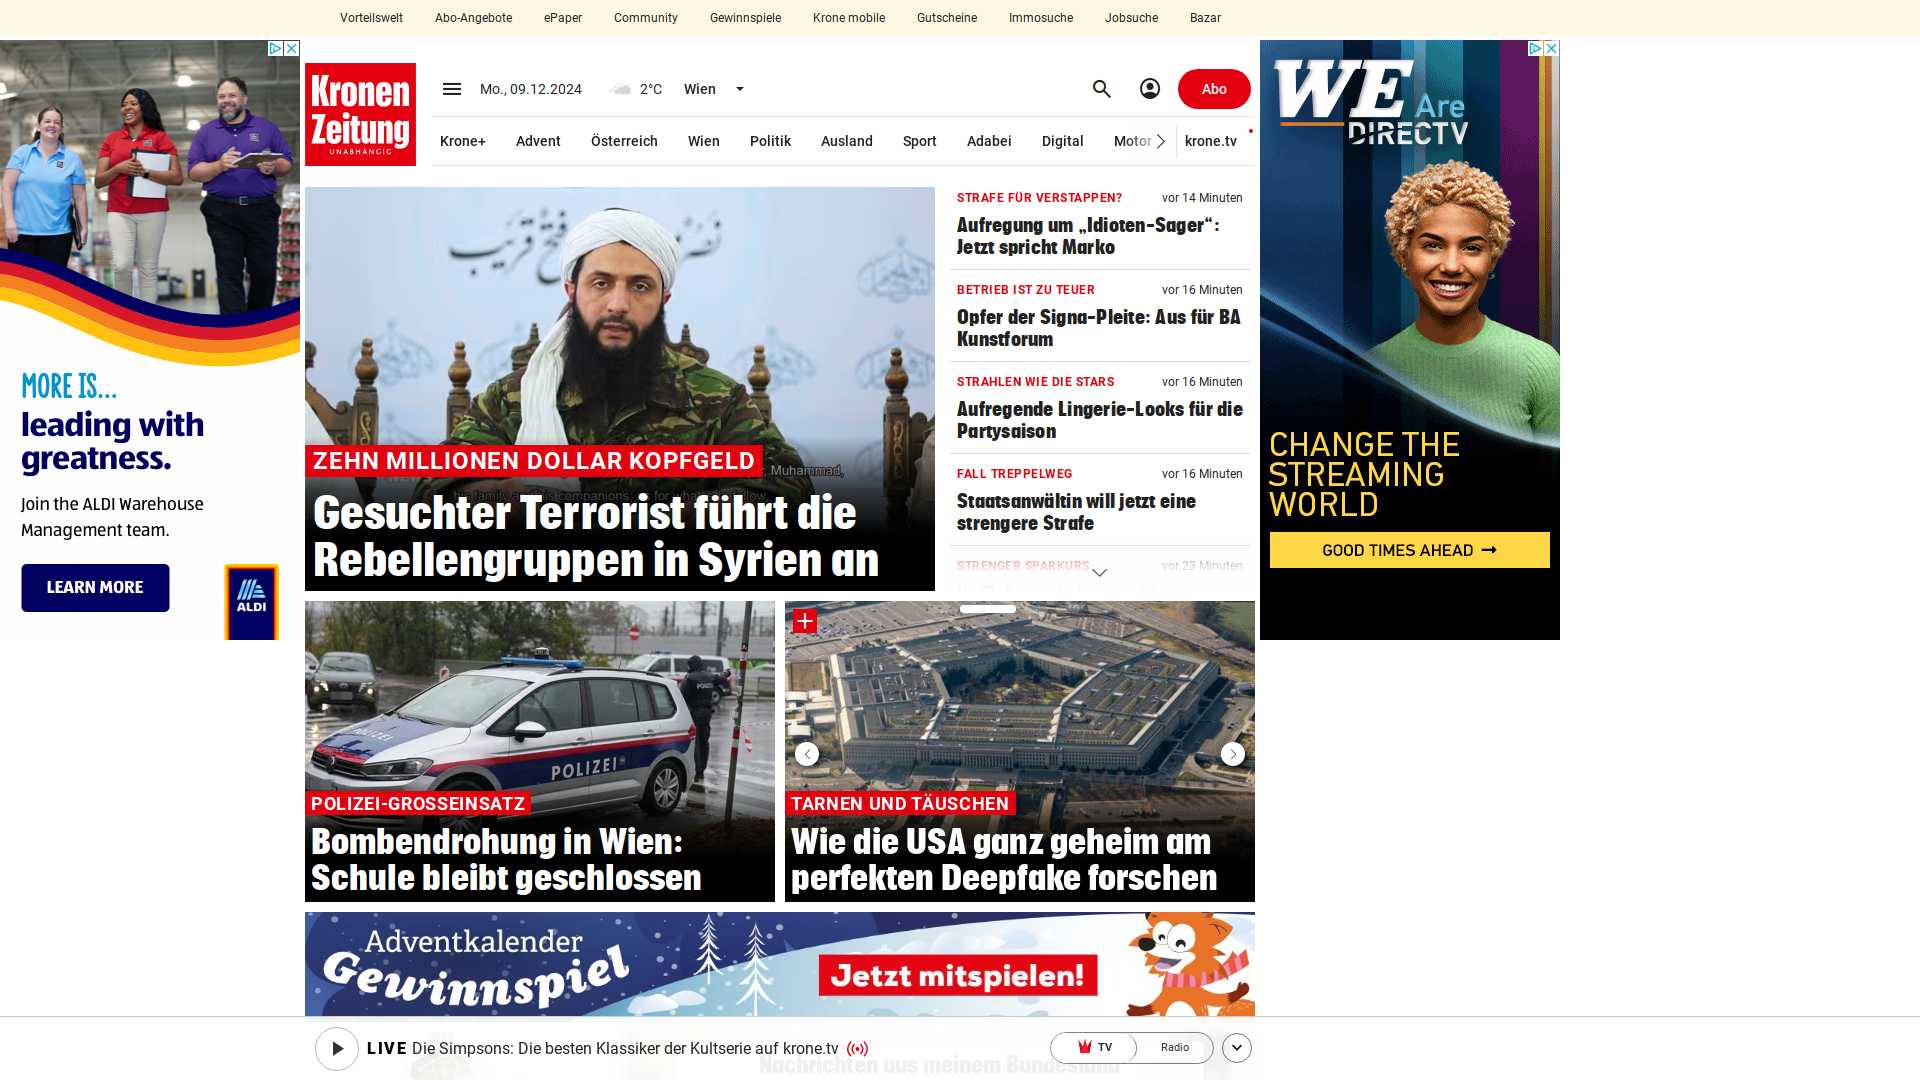 Vorteilswelt Abo-Angebote ePaper Community Gewinnspiele Krone mobile Gutscheine Immosuche Jobsuche Bazar
Kronen
Zeitung
UNABHÄNGIG
Mo., 09.12.2024 2°C Wien
Abo
Krone+ Advent Österreich Wien Politik Ausland Sport Adabei Digital Motor krone.tv
MORE IS...
leading with
greatness.
Join the ALDI Warehouse
Management team.
LEARN MORE
ALDI
ZEHN MILLIONEN DOLLAR KOPFGELD
Gesuchter Terrorist führt die
Rebellengruppen in Syrien an
STRAFE FÜR VERSTAPPEN? vor 14 Minuten
Aufregung um „Idioten-Sager“:
Jetzt spricht Marko
BETRIEB IST ZU TEUER vor 16 Minuten
Opfer der Signa-Pleite: Aus für BA
Kunstforum
STRAHLEN WIE DIE STARS vor 16 Minuten
Aufregende Lingerie-Looks für die
Partysaison
FALL TREPPELWEG vor 16 Minuten
Staatsanwältin will jetzt eine
strengere Strafe
STRENGER SPARKURS vor 23 Minuten
WE
Are
DIRECTV
CHANGE THE
STREAMING
WORLD
GOOD TIMES AHEAD
POLIZEI
POLIZEI
POLIZEI-GROSSEINSATZ
Bombendrohung in Wien:
Schule bleibt geschlossen
TARNEN UND TÄUSCHEN
Wie die USA ganz geheim am
perfekten Deepfake forschen
Adventkalender
Gewinnspiel
Jetzt mitspielen!
LIVE Die Simpsons: Die besten Klassiker der Kultserie auf krone.tv
TV Radio
Nachrichten aus meinem Bundesland